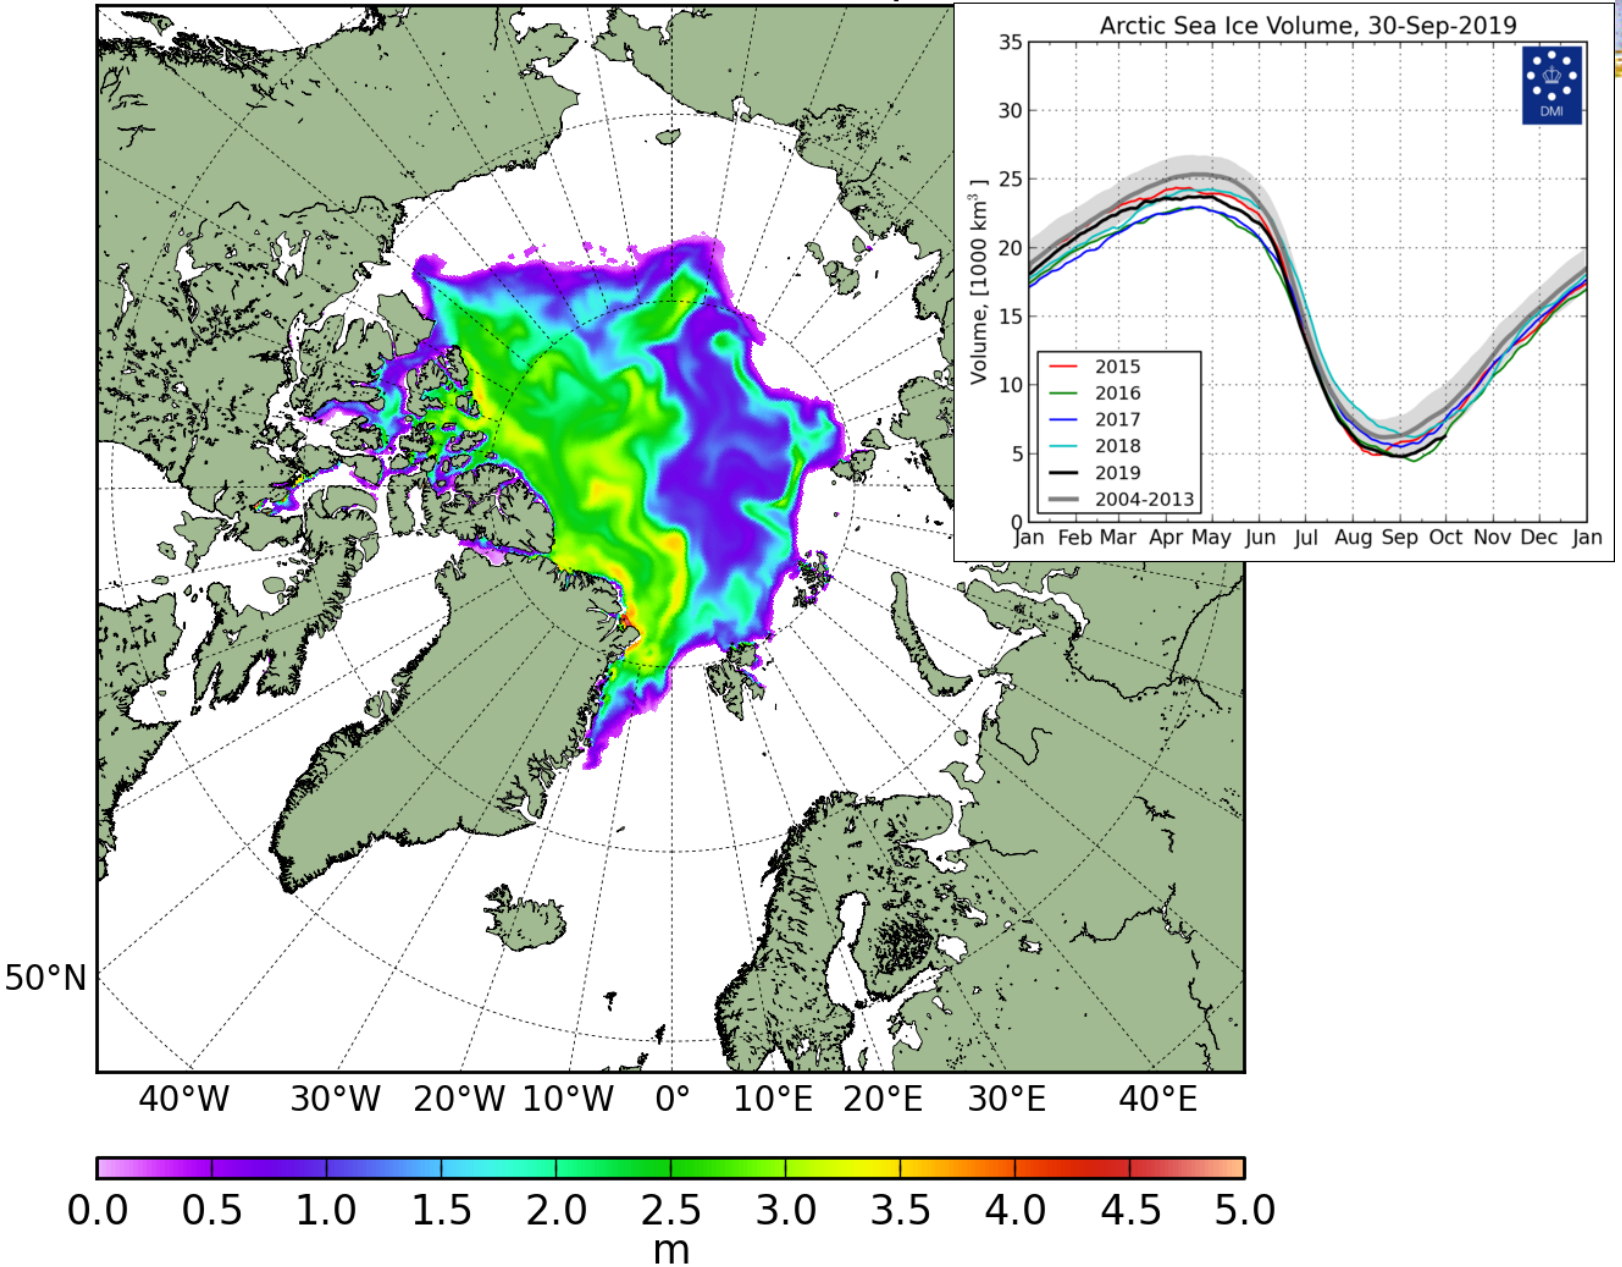 Arctic Sea Ice Volume, 30-Sep-2019
35
30
25
20
15
10
5
0
Volume, [1000 km³ ]
DMI
2015
2016
2017
2018
2019
2004-2013
Jan Feb Mar Apr May Jun Jul Aug Sep Oct Nov Dec Jan
50°N
40°W 30°W 20°W 10°W 0° 10°E 20°E 30°E 40°E
0.0 0.5 1.0 1.5 2.0 2.5 3.0 3.5 4.0 4.5 5.0
m